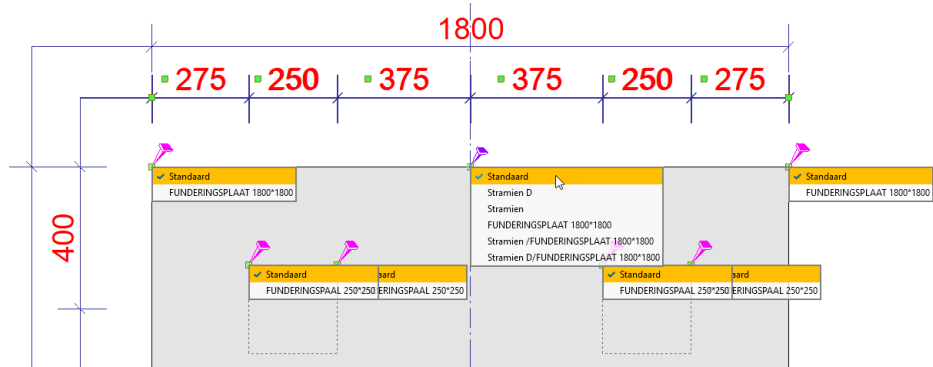 1800
275 250 375 375 250 275
Standaard
FUNDERINGSPLAAT 1800*1800
Standaard
Stramien D
Stramien
FUNDERINGSPLAAT 1800*1800
Stramien /FUNDERINGSPLAAT 1800*1800
Stramien D/FUNDERINGSPLAAT 1800*1800
Standaard
FUNDERINGSPLAAT 1800*1800
400
Standaard
FUNDERINGSPAAL 250*250
aard
ERINGSPAAL 250*250
Standaard
FUNDERINGSPAAL 250*250
aard
ERINGSPAAL 250*250